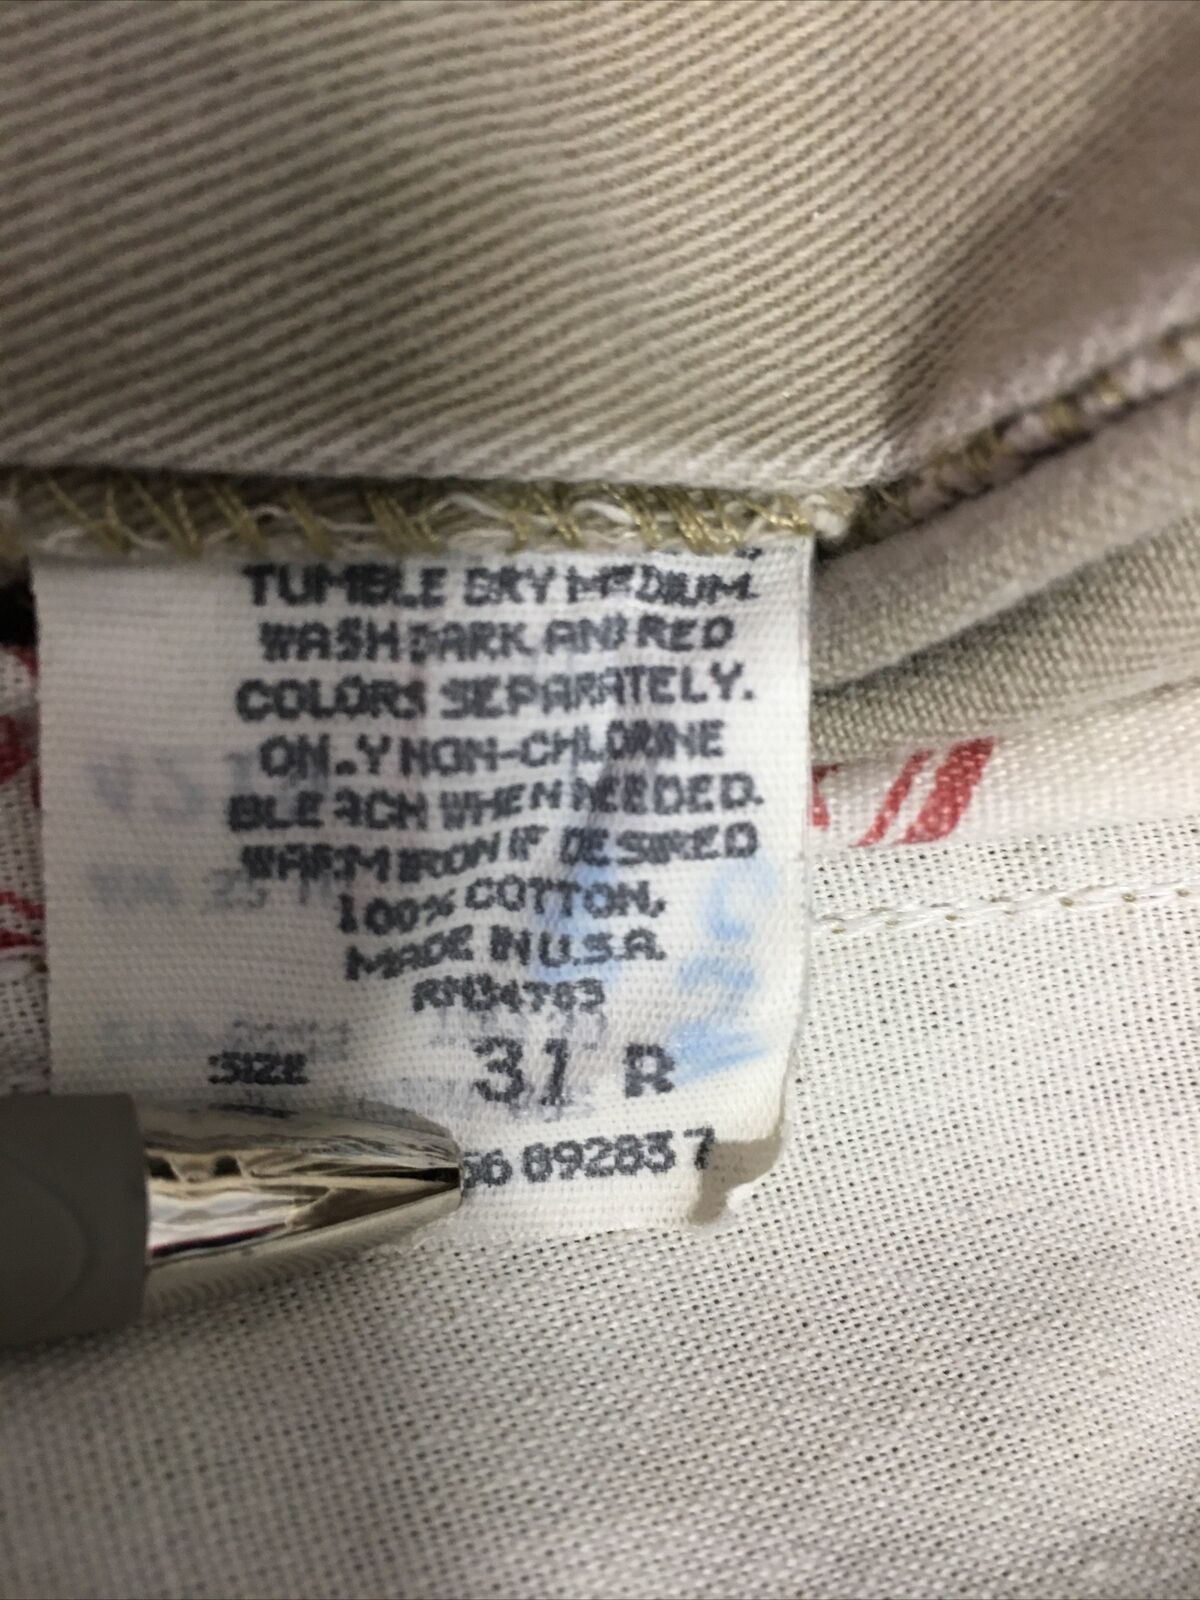 TUMBLE DRY MEDIUM.
WASH DARK AND RED
COLORS SEPARATELY.
ONLY NON-CHLORINE
BLEACH WHEN NEEDED.
WARM IRON IF DESIRED
100% COTTON,
MADE IN U.S.A.
SIZE 31 R
892837